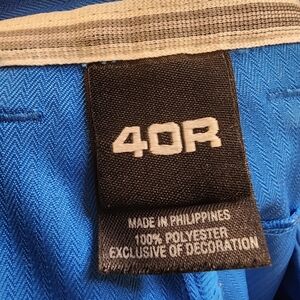 40R
MADE IN PHILIPPINES
100% POLYESTER
EXCLUSIVE OF DECORATION